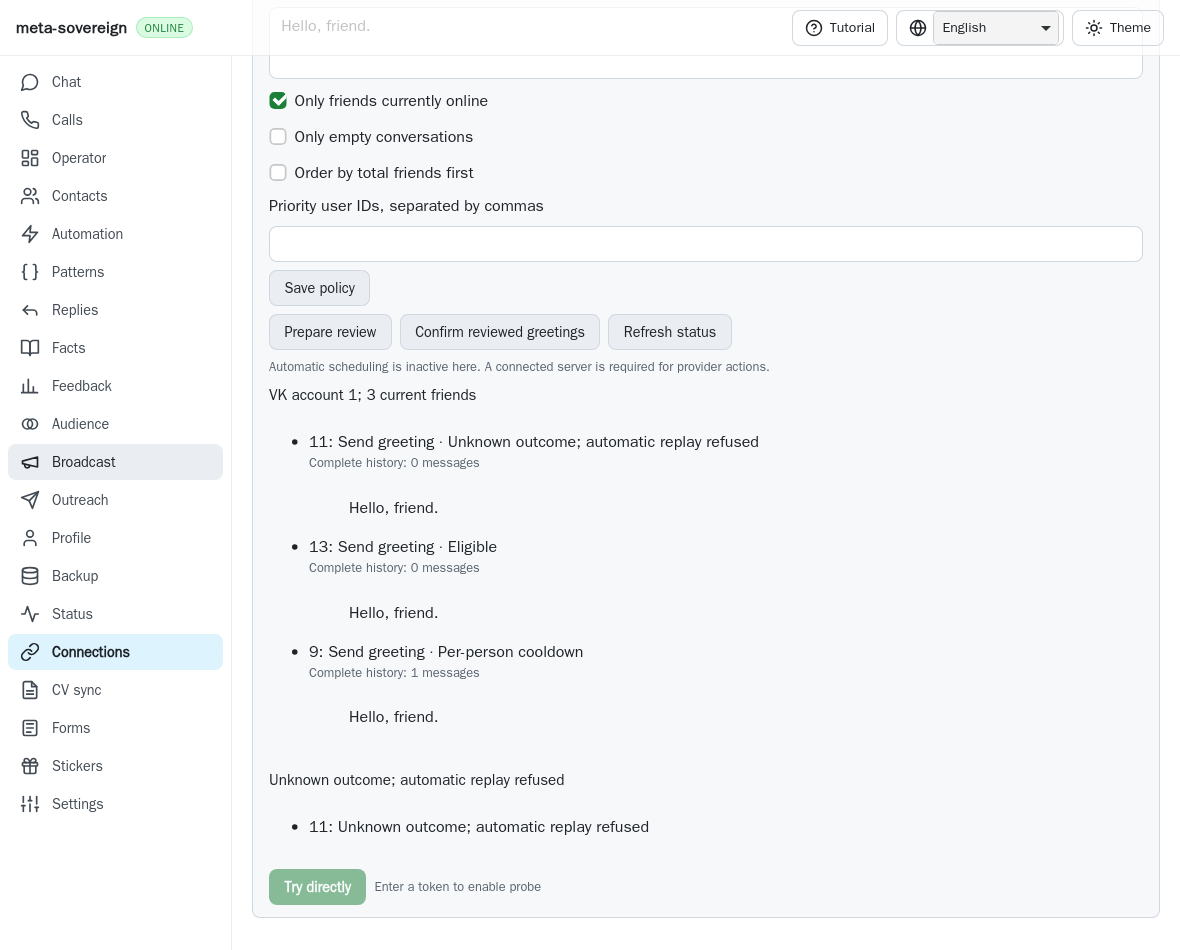 meta-sovereign
ONLINE
Hello, friend.
Tutorial
English
Theme
Chat
Calls
Operator
Contacts
Automation
Patterns
Replies
Facts
Feedback
Audience
Broadcast
Outreach
Profile
Backup
Status
Connections
CV sync
Forms
Stickers
Settings
Only friends currently online
Only empty conversations
Order by total friends first
Priority user IDs, separated by commas
Save policy
Prepare review
Confirm reviewed greetings
Refresh status
Automatic scheduling is inactive here. A connected server is required for provider actions.
VK account 1; 3 current friends
11: Send greeting · Unknown outcome; automatic replay refused
Complete history: 0 messages
Hello, friend.
13: Send greeting · Eligible
Complete history: 0 messages
Hello, friend.
9: Send greeting · Per-person cooldown
Complete history: 1 messages
Hello, friend.
Unknown outcome; automatic replay refused
11: Unknown outcome; automatic replay refused
Try directly
Enter a token to enable probe